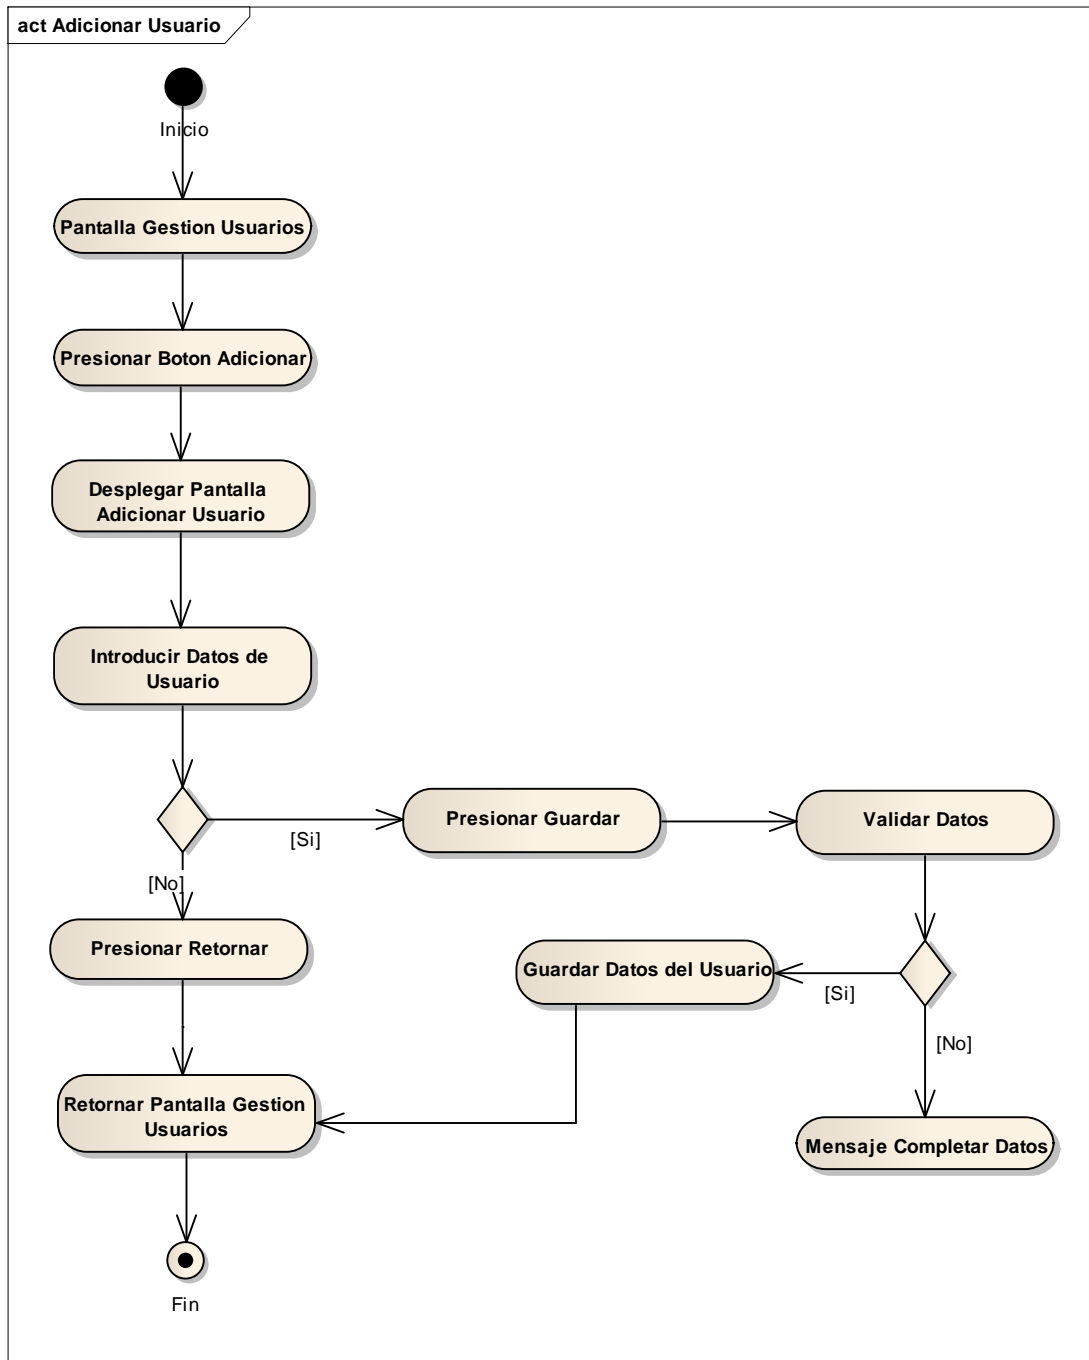 act Adicionar Usuario
Inicio
Pantalla Gestion Usuarios
Presionar Boton Adicionar
Desplegar Pantalla
Adicionar Usuario
Introducir Datos de
Usuario
[Si]
Presionar Guardar
Validar Datos
[No]
Presionar Retornar
Guardar Datos del Usuario
[Si]
[No]
Retornar Pantalla Gestion
Usuarios
Mensaje Completar Datos
Fin